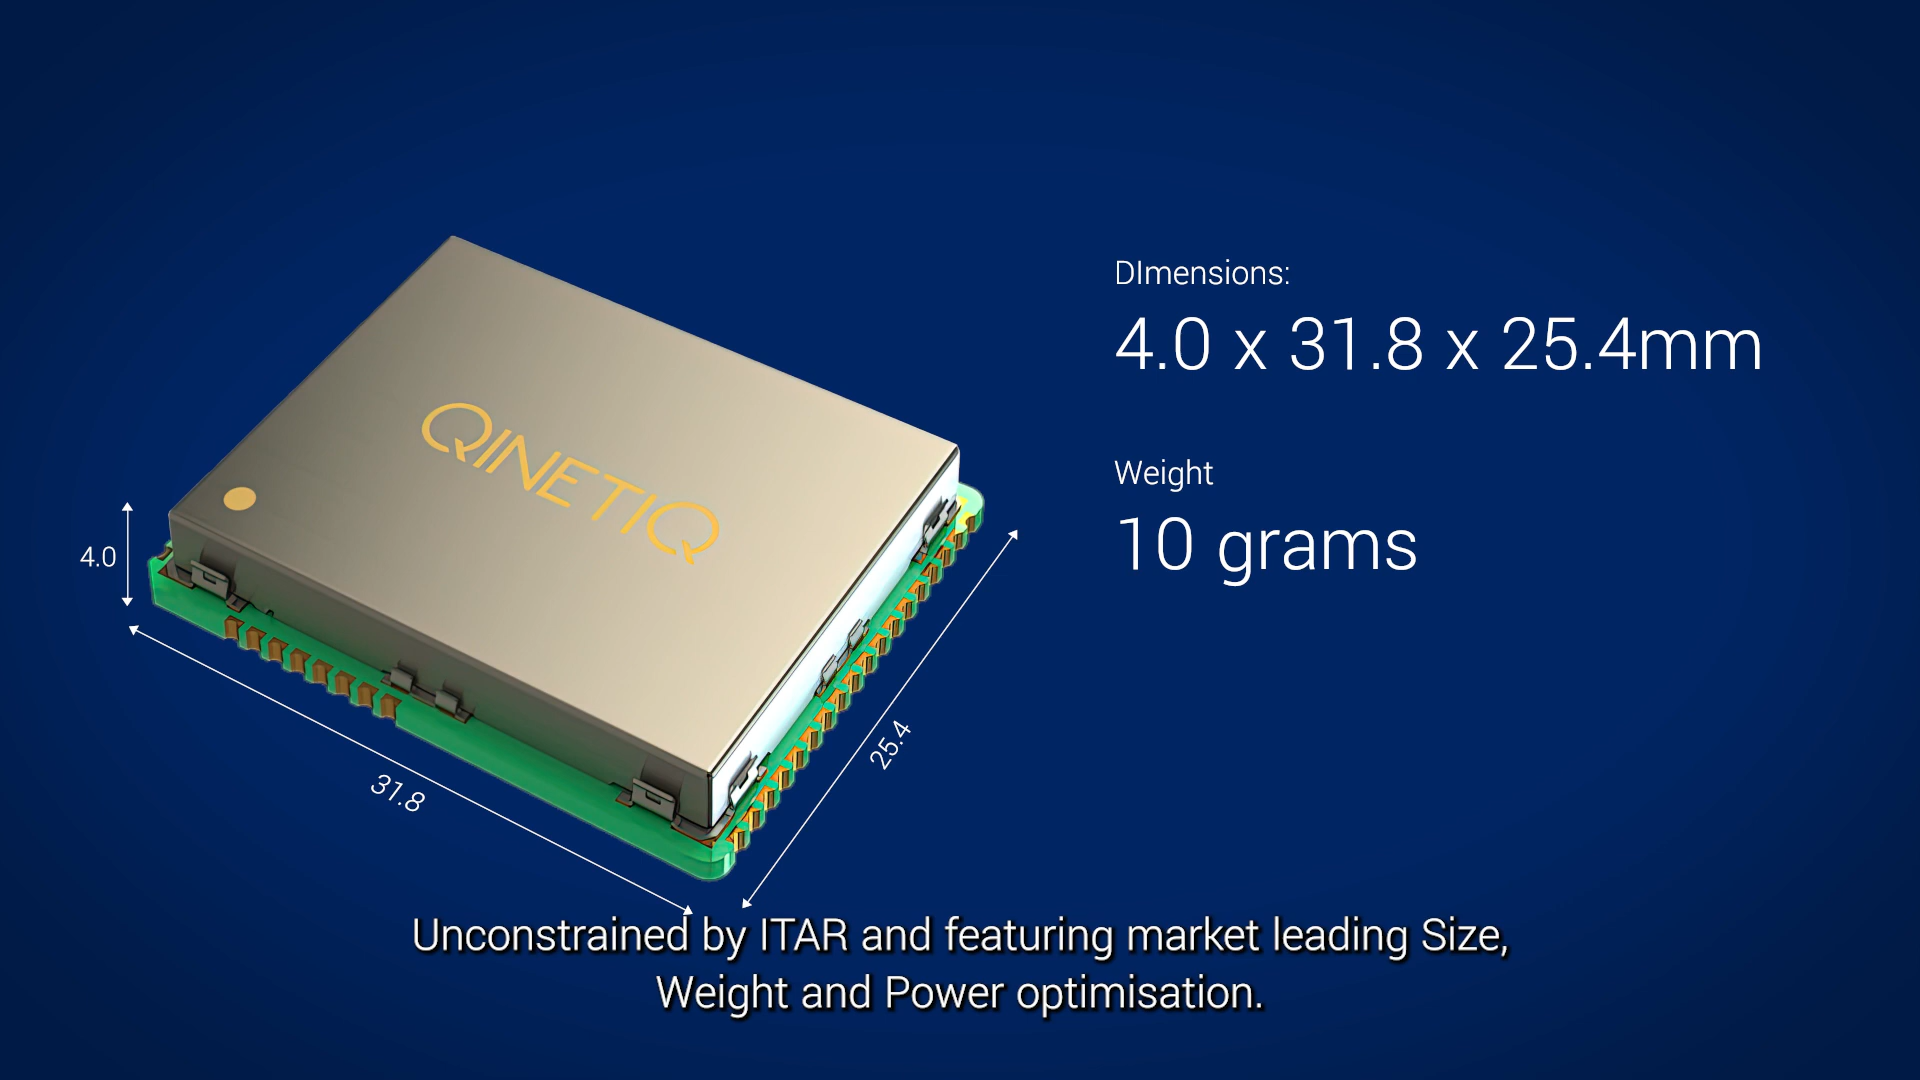 QINETIQ
DImensions:
4.0 x 31.8 x 25.4mm
Weight
10 grams
4.0
31.8
25.4
Unconstrained by ITAR and featuring market leading Size,
Weight and Power optimisation.